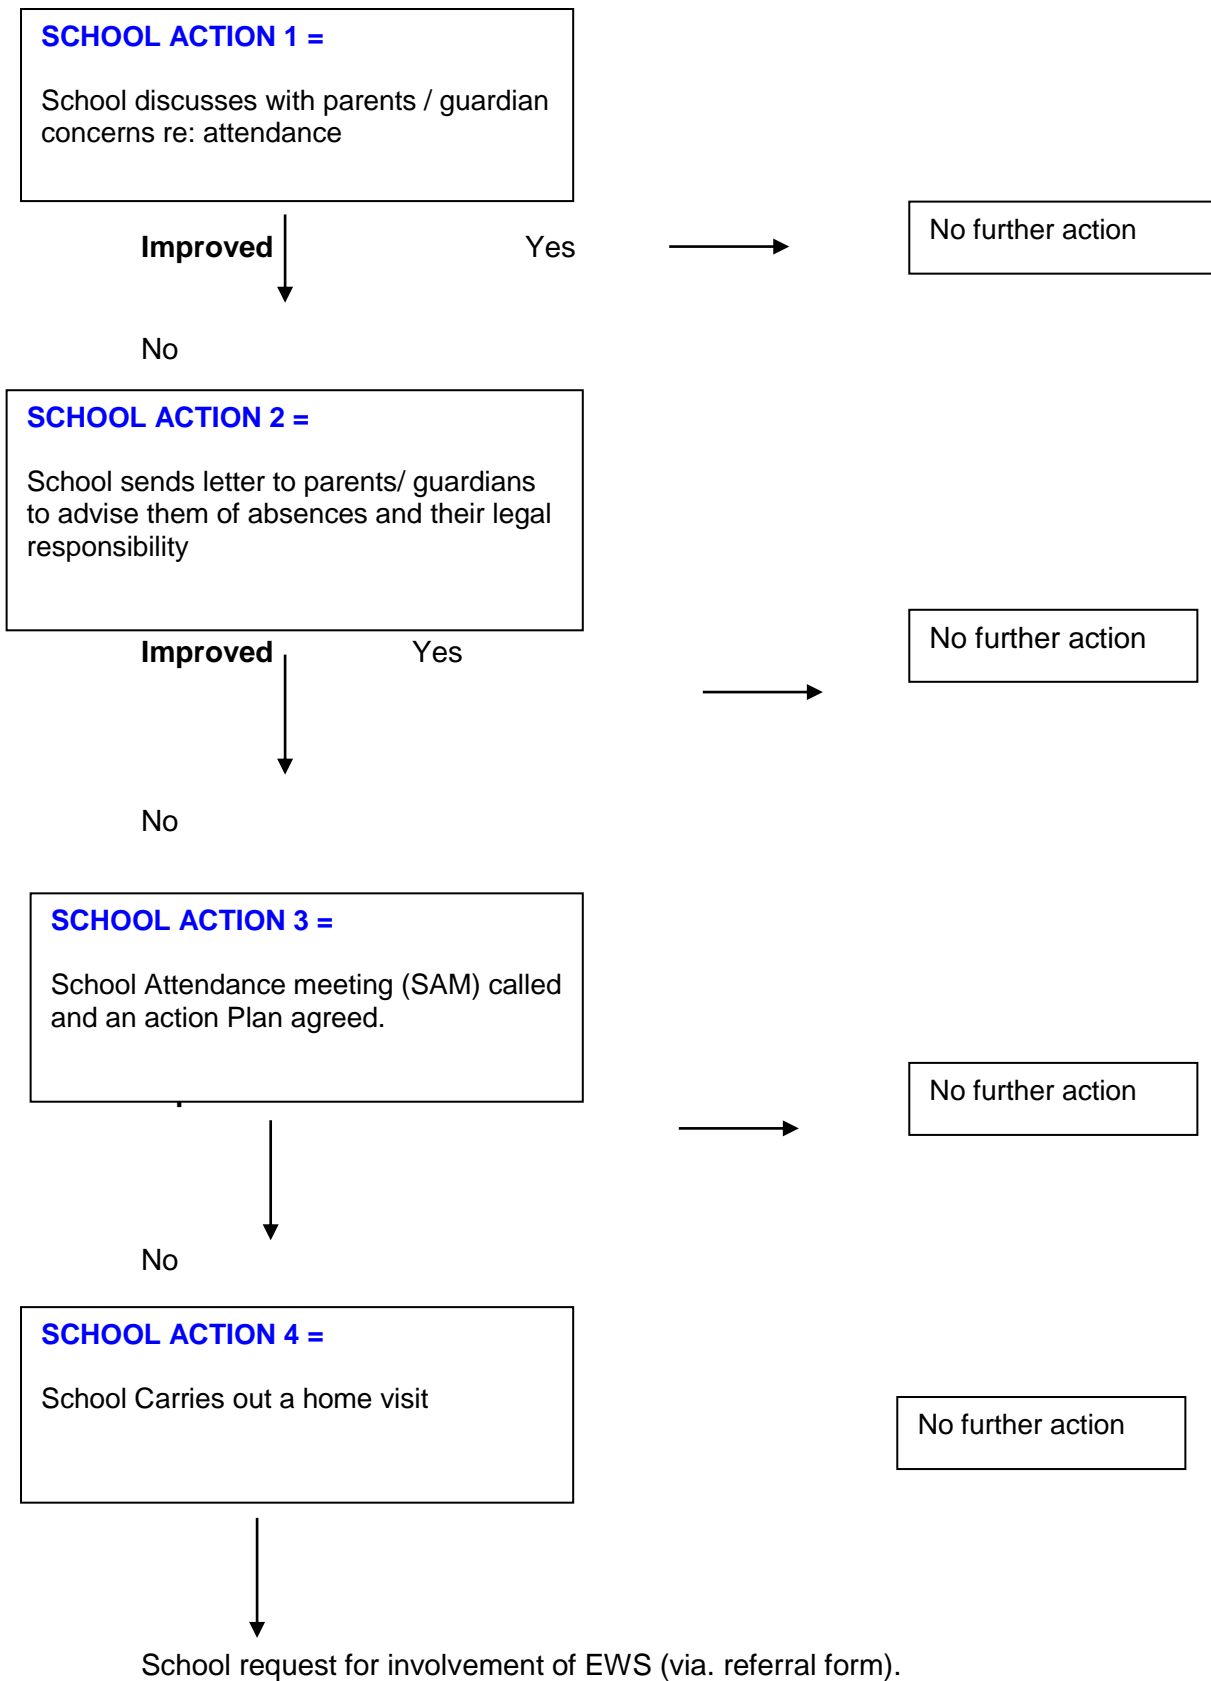 SCHOOL ACTION 1 =
School discusses with parents / guardian
concerns re: attendance
Improved Yes No further action
No
SCHOOL ACTION 2 =
School sends letter to parents/ guardians
to advise them of absences and their legal
responsibility
Improved Yes No further action
No
SCHOOL ACTION 3 =
School Attendance meeting (SAM) called
and an action Plan agreed.
No further action
No
SCHOOL ACTION 4 =
School Carries out a home visit
No further action
School request for involvement of EWS (via. referral form).